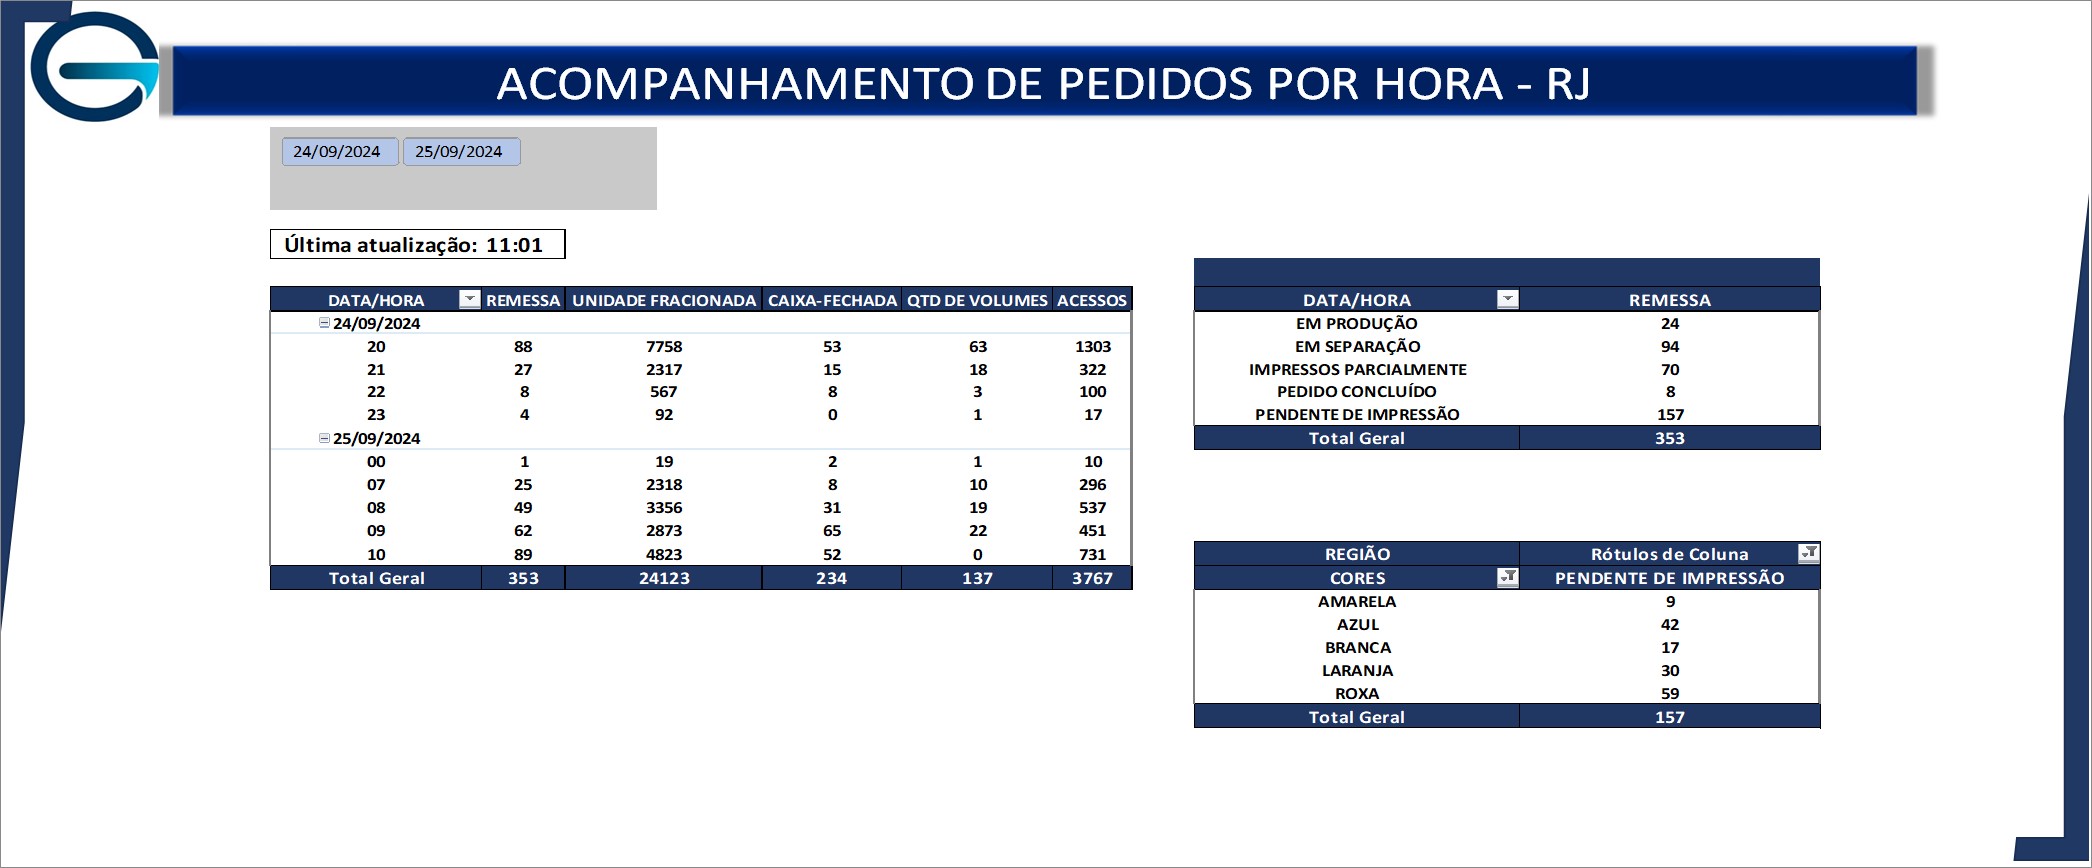 ACOMPANHAMENTO DE PEDIDOS POR HORA - RJ
24/09/2024 25/09/2024
Última atualização: 11:01
DATA/HORA REMESSA UNIDADE FRACIONADA CAIXA-FECHADA QTD DE VOLUMES ACESSOS
24/09/2024
20 88 7758 53 63 1303
21 27 2317 15 18 322
22 8 567 8 3 100
23 4 92 0 1 17
25/09/2024
00 1 19 2 1 10
07 25 2318 8 10 296
08 49 3356 31 19 537
09 62 2873 65 22 451
10 89 4823 52 0 731
Total Geral 353 24123 234 137 3767
DATA/HORA REMESSA
EM PRODUÇÃO 24
EM SEPARAÇÃO 94
IMPRESSOS PARCIALMENTE 70
PEDIDO CONCLUÍDO 8
PENDENTE DE IMPRESSÃO 157
Total Geral 353
REGIÃO Rótulos de Coluna
CORES PENDENTE DE IMPRESSÃO
AMARELA 9
AZUL 42
BRANCA 17
LARANJA 30
ROXA 59
Total Geral 157